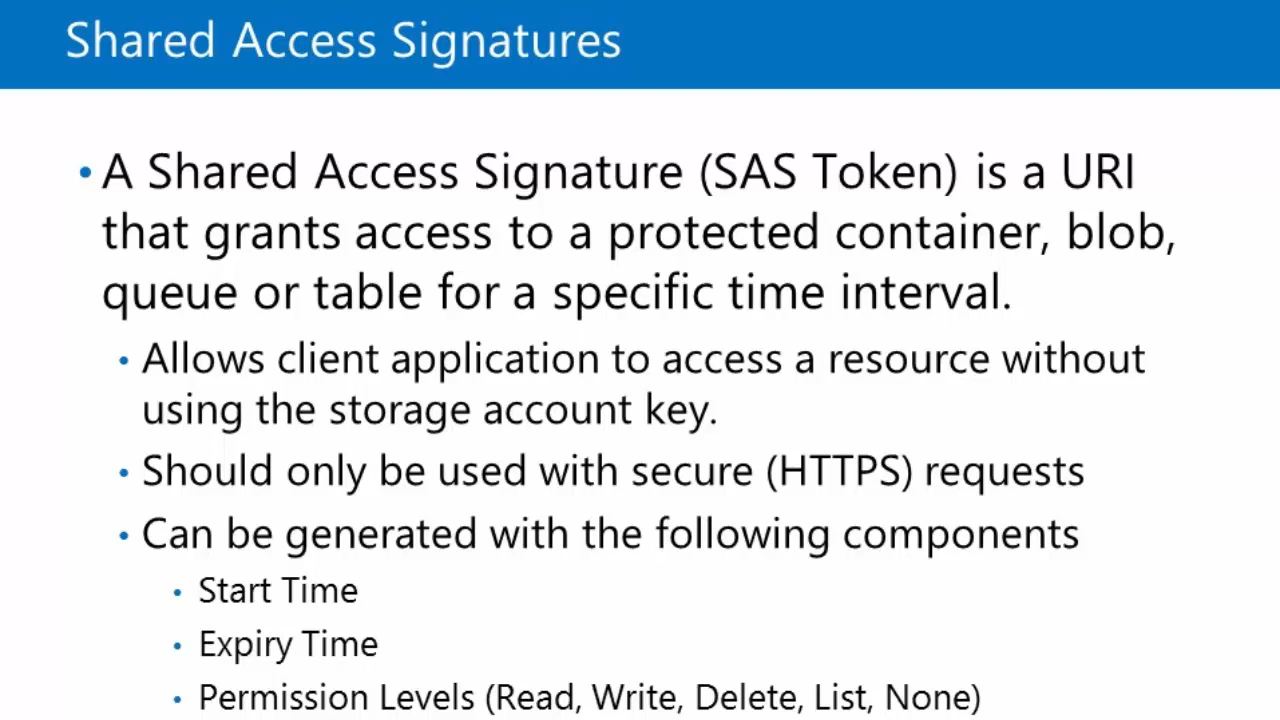 Shared Access Signatures
• A Shared Access Signature (SAS Token) is a URI
that grants access to a protected container, blob,
queue or table for a specific time interval.
• Allows client application to access a resource without
using the storage account key.
• Should only be used with secure (HTTPS) requests
• Can be generated with the following components
• Start Time
• Expiry Time
• Permission Levels (Read, Write, Delete, List, None)